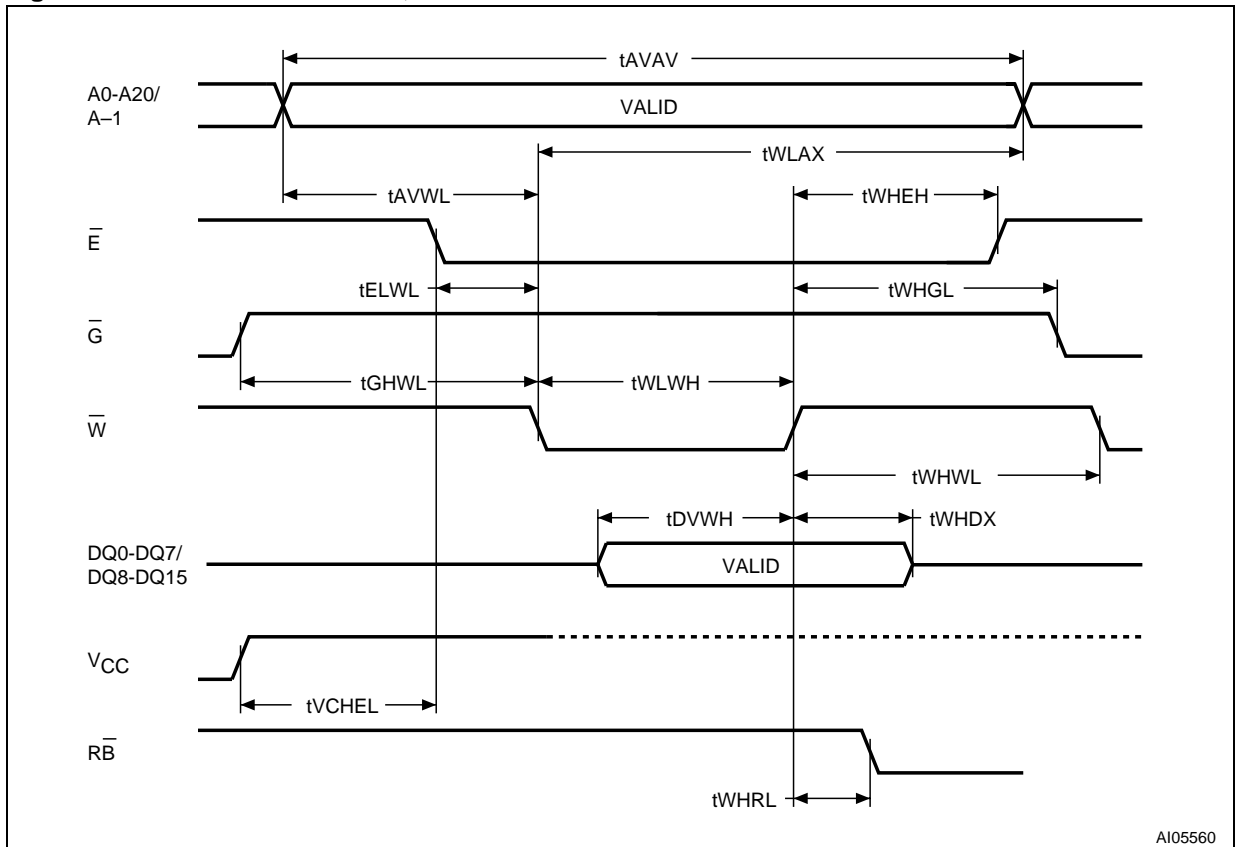 tAVAV
A0-A20/
A–1
VALID
tWLAX
tAVWL
tWHEH
E̅
tELWL
tWHGL
G̅
tGHWL
tWLWH
W̅
tWHWL
tDVWH
tWHDX
DQ0-DQ7/
DQ8-DQ15
VALID
VCC
tVCHEL
RB̅
tWHRL
AI05560